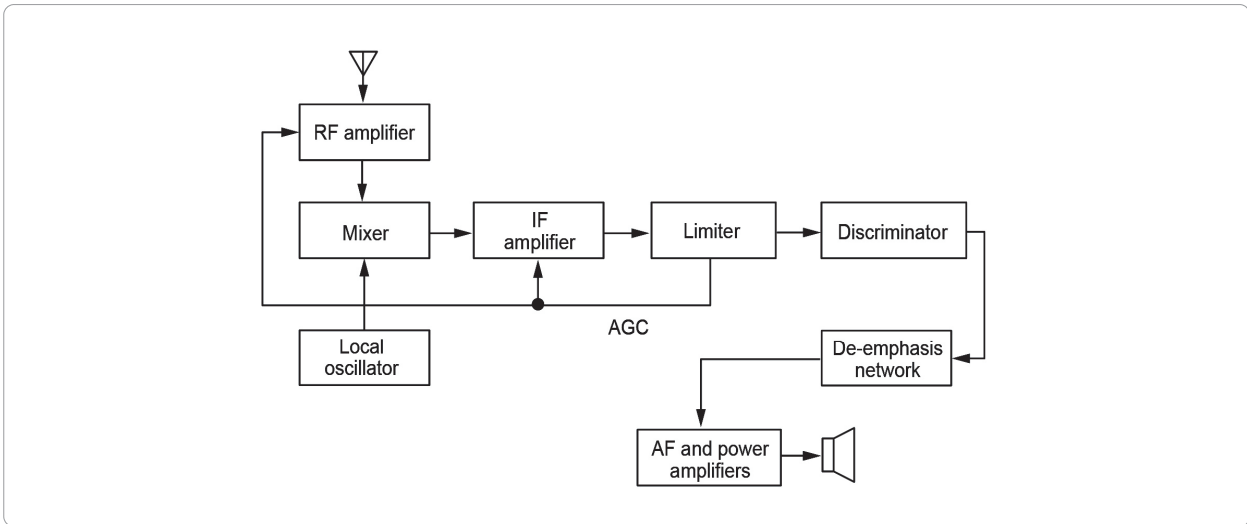 RF amplifier
Mixer
IF
amplifier
Limiter
Discriminator
AGC
Local
oscillator
De-emphasis
network
AF and power
amplifiers